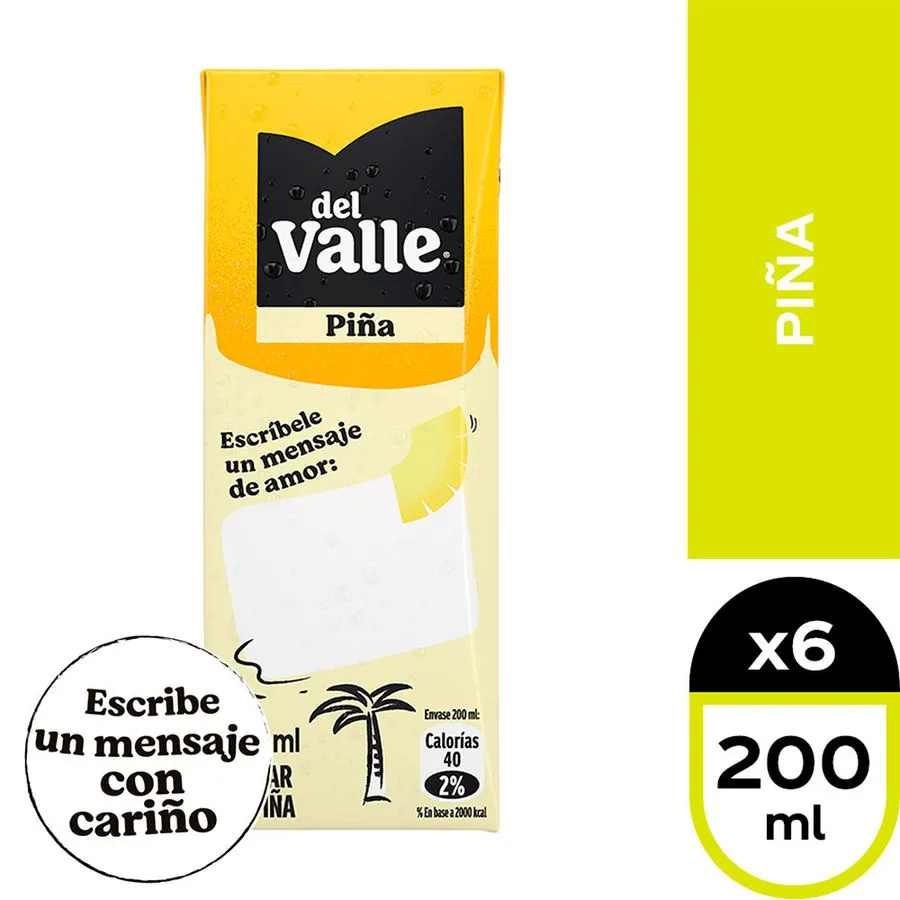 del
Valle®
Piña
Escríbele
un mensaje
de amor:
Envase 200 ml:
Calorías
40
2%
% En base a 2000 kcal
ml
Escribe
un mensaje
con
cariño
PIÑA
x6
200
ml